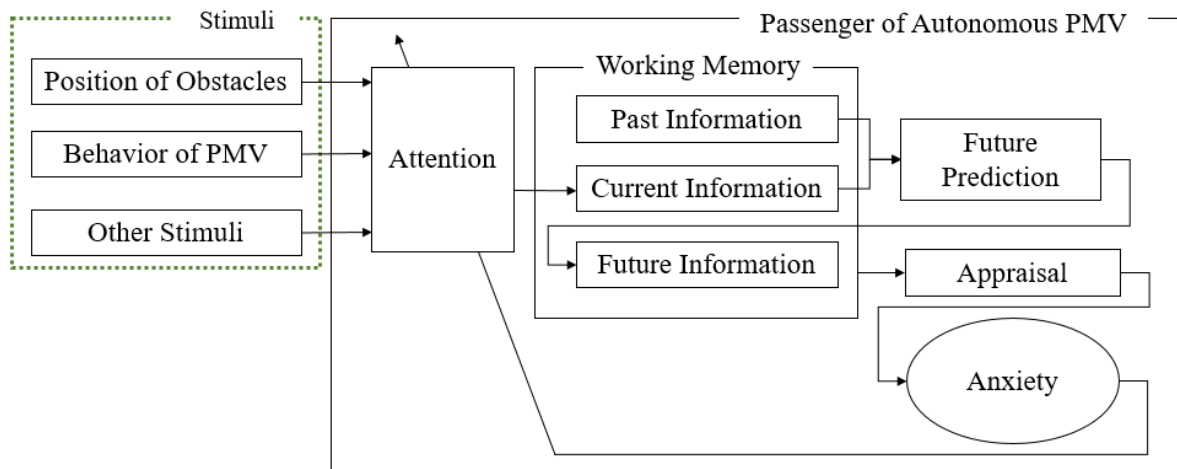 Stimuli
Passenger of Autonomous PMV
Position of Obstacles
Behavior of PMV
Other Stimuli
Attention
Working Memory
Past Information
Current Information
Future Information
Future
Prediction
Appraisal
Anxiety